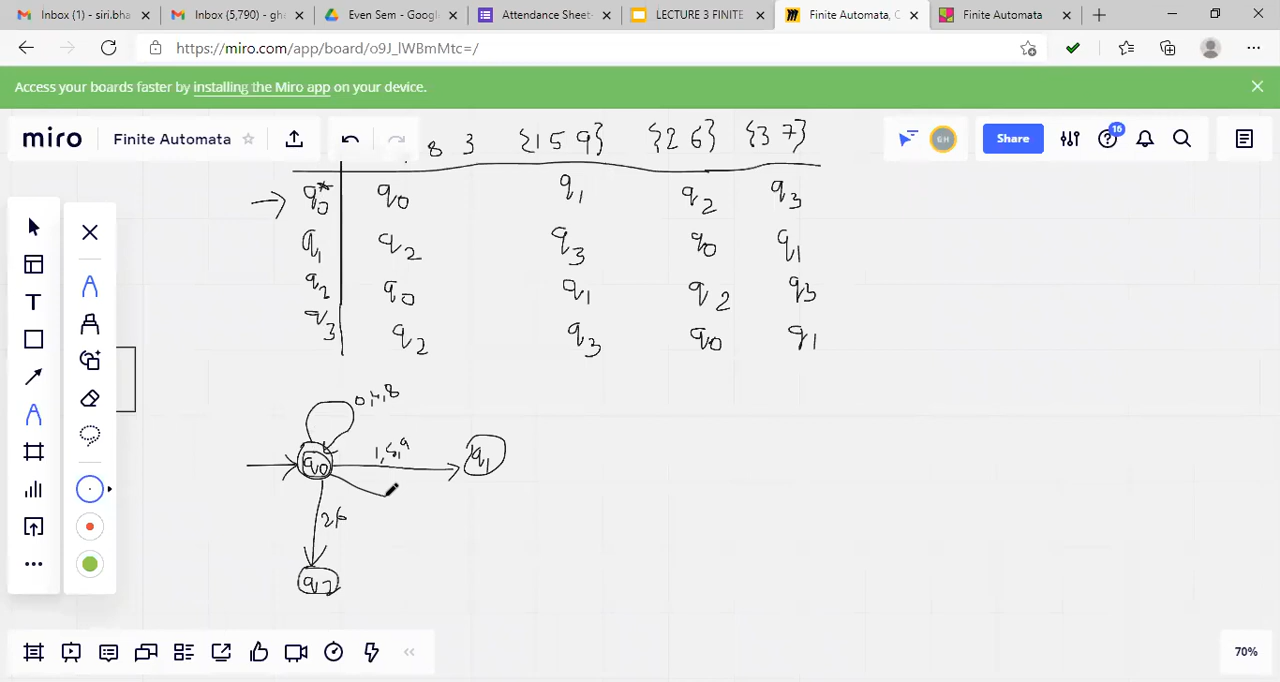 Inbox (1) - siri.bha
Inbox (5,790) - gh
Even Sem - Googl
Attendance Sheet-
LECTURE 3 FINITE
Finite Automata, C
Finite Automata
https://miro.com/app/board/o9J_lWBmMtc=/
Access your boards faster by installing the Miro app on your device.
miro
Finite Automata
GH
Share
16
8 } {1 5 9} {2 6} {3 7}
q0* q0 q1 q2 q3
q1 q2 q3 q0 q1
q2 q0 q1 q2 q3
q3 q2 q3 q0 q1
0,4,8
q0 1,5,9 q1
2,6
q2
T
70%